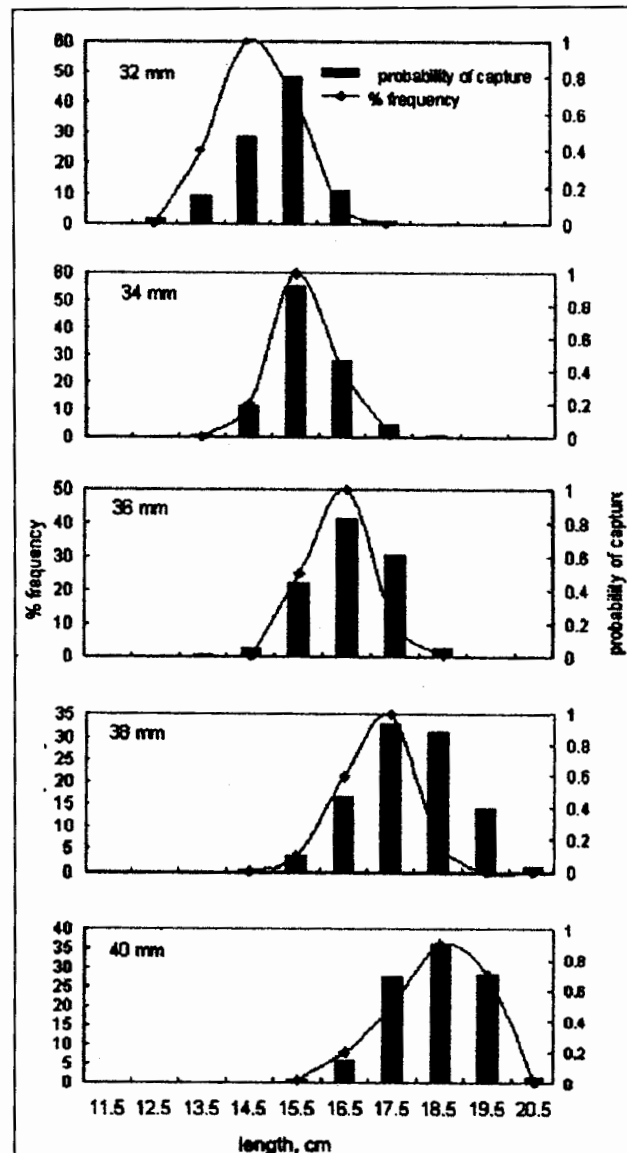 60 32 mm 1
50 probability of capture 0.8
40 % frequency
30 0.6
20 0.4
10 0.2
0 0
60 34 mm 1
50 0.8
40 0.6
30
20 0.4
10 0.2
0 0
50 36 mm 1
40 0.8
30 0.6
20 0.4
10 0.2
0 0
% frequency
probability of capture
35 38 mm 1
30 0.8
25
20 0.6
15 0.4
10
5 0.2
0 0
40 40 mm 1
35
30 0.8
25 0.6
20
15 0.4
10 0.2
5
0 0
11.5 12.5 13.5 14.5 15.5 16.5 17.5 18.5 19.5 20.5
length, cm